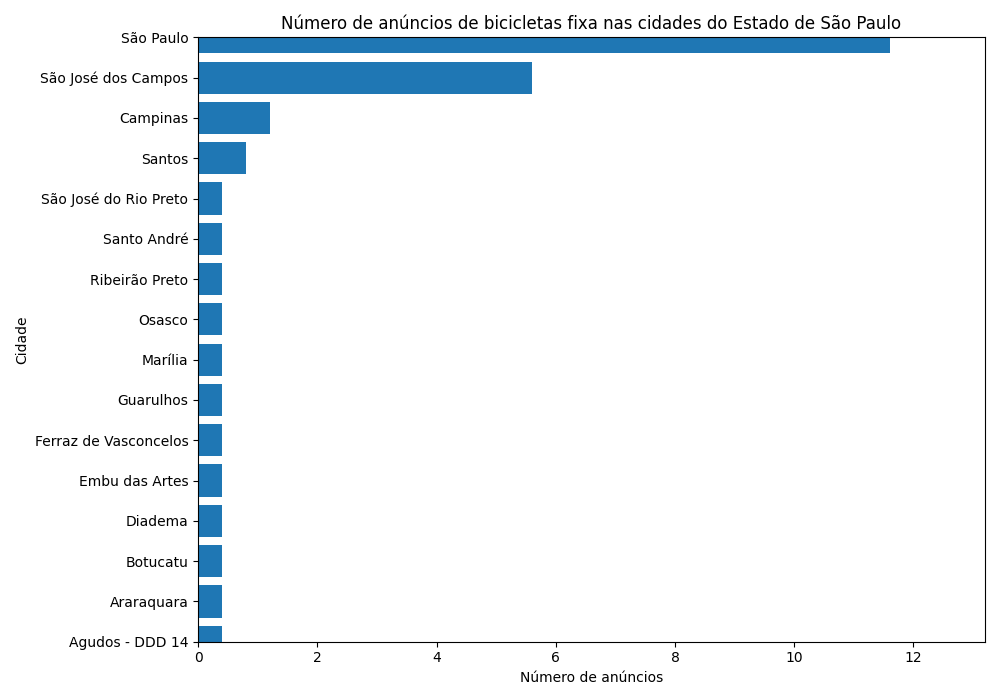 Número de anúncios de bicicletas fixa nas cidades do Estado de São Paulo
São Paulo
São José dos Campos
Campinas
Santos
São José do Rio Preto
Santo André
Ribeirão Preto
Osasco
Marília
Guarulhos
Ferraz de Vasconcelos
Embu das Artes
Diadema
Botucatu
Araraquara
Agudos - DDD 14
Cidade
0 2 4 6 8 10 12
Número de anúncios